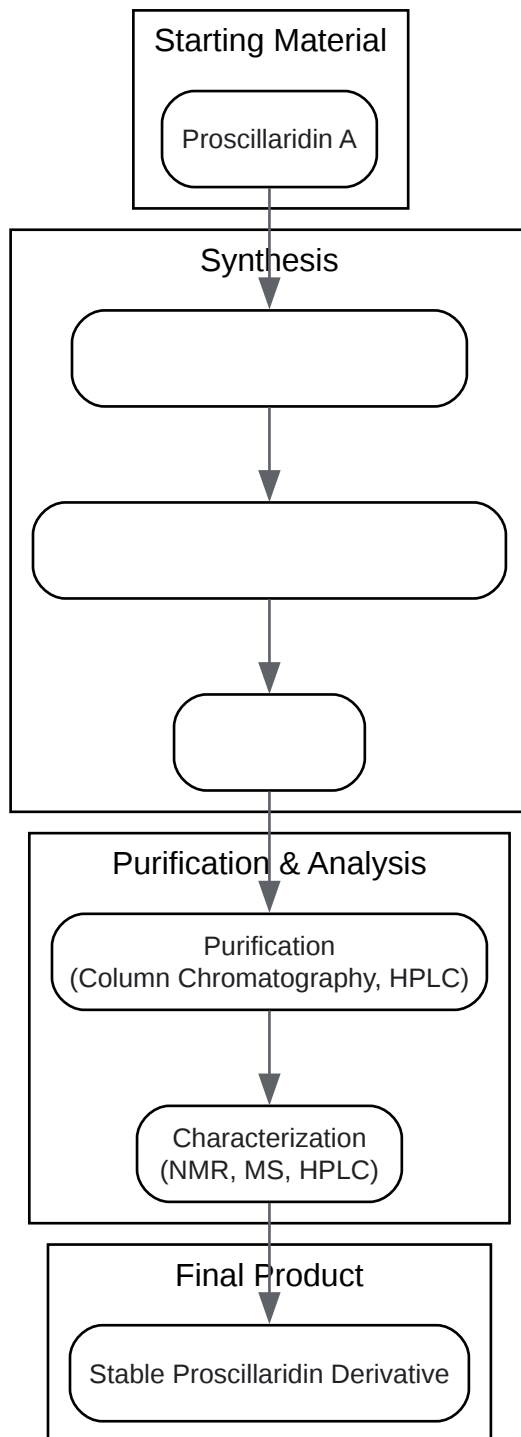 Starting Material
Proscillaridin A
Synthesis
Purification & Analysis
Purification
(Column Chromatography, HPLC)
Characterization
(NMR, MS, HPLC)
Final Product
Stable Proscillaridin Derivative